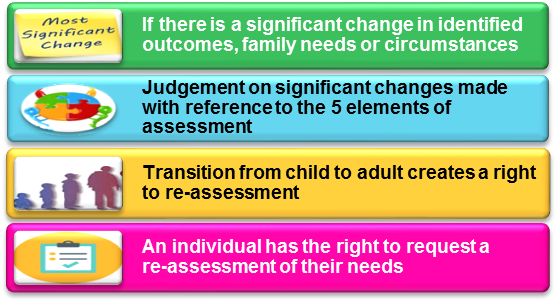 Most
Significant
Change
If there is a significant change in identified
outcomes, family needs or circumstances
Judgement on significant changes made
with reference to the 5 elements of
assessment
Transition from child to adult creates a right
to re-assessment
An individual has the right to request a
re-assessment of their needs